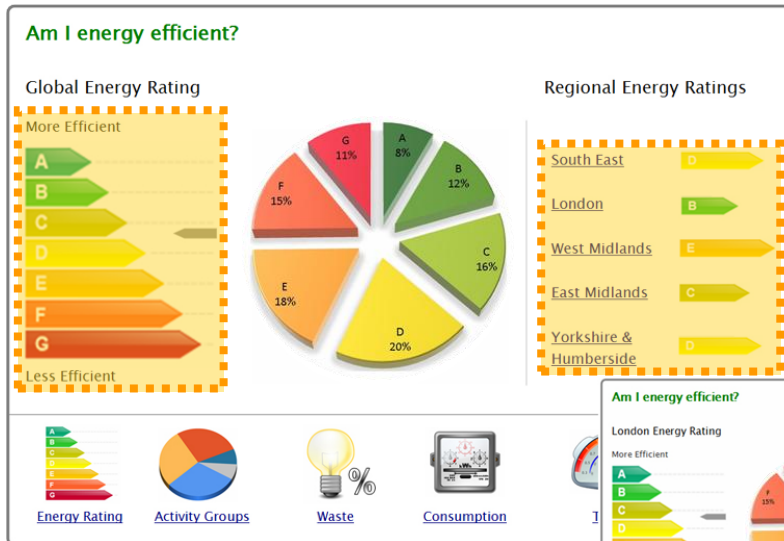 Am I energy efficient?
Global Energy Rating
More Efficient
A
B
C
D
E
F
G
Less Efficient
A
8%
B
12%
C
16%
D
20%
E
18%
F
15%
G
11%
Regional Energy Ratings
South East D
London B
West Midlands E
East Midlands C
Yorkshire &
Humberside D
Energy Rating
Activity Groups
%
Waste
Consumption
Am I energy efficient?
London Energy Rating
More Efficient
A
B
C
D
F
15%